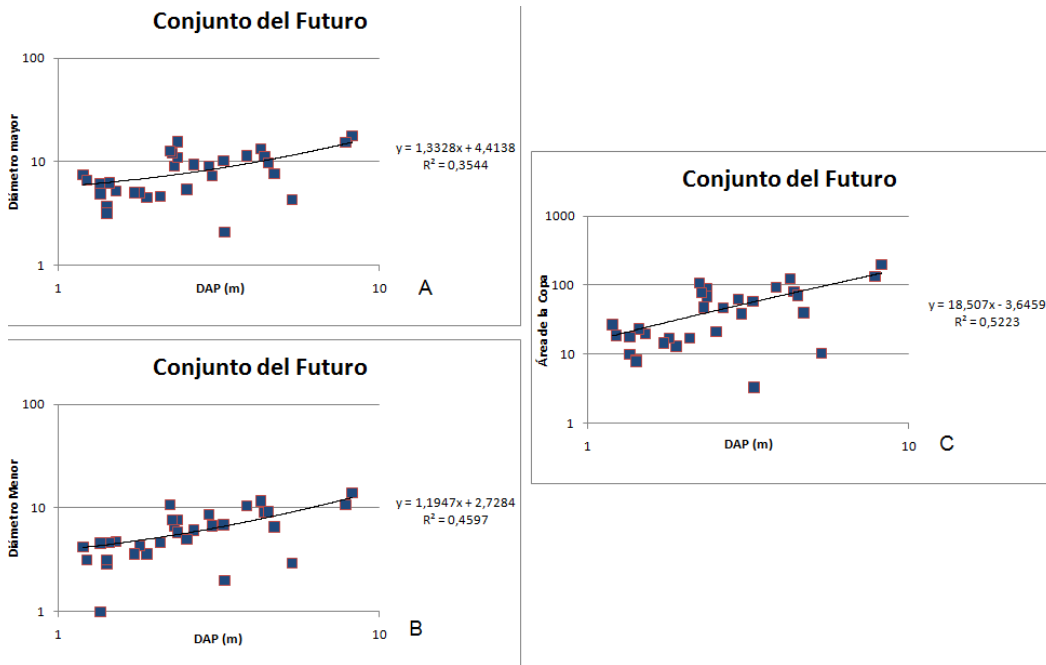 Conjunto del Futuro
100
10
1
Diámetro mayor
1
10
DAP (m)
y = 1,3328x + 4,4138
R² = 0,3544
A
Conjunto del Futuro
100
10
1
Diámetro Menor
1
10
DAP (m)
y = 1,1947x + 2,7284
R² = 0,4597
B
Conjunto del Futuro
1000
100
10
1
Área de la Copa
1
10
DAP (m)
y = 18,507x - 3,6459
R² = 0,5223
C